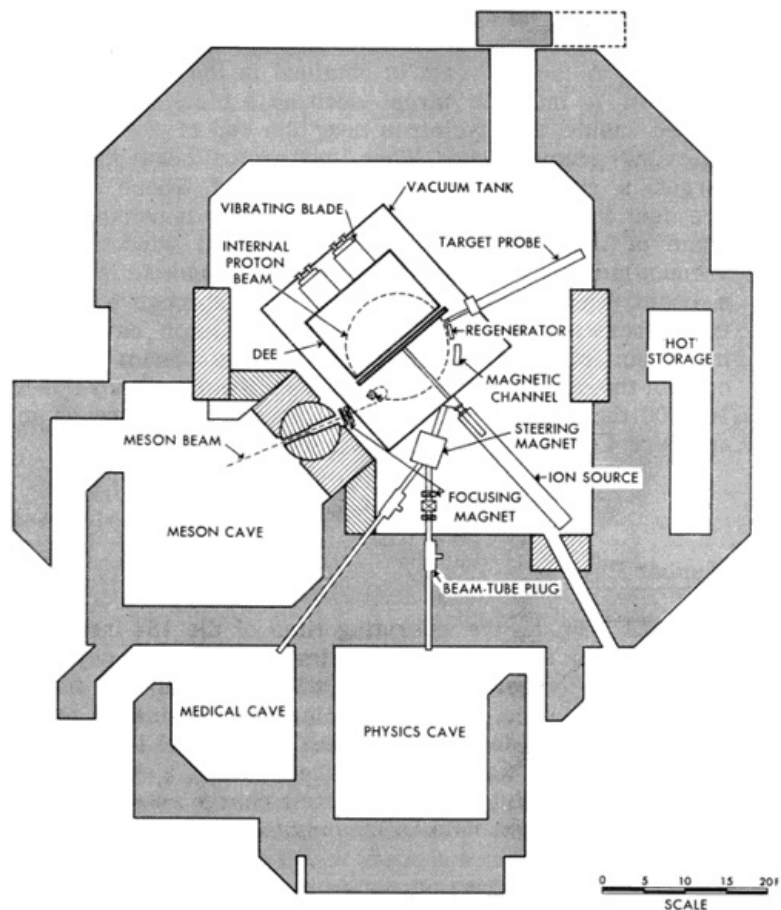 VACUUM TANK
VIBRATING BLADE
TARGET PROBE
INTERNAL
PROTON
BEAM
REGENERATOR
DEE
HOT
STORAGE
MAGNETIC
CHANNEL
STEERING
MAGNET
MESON BEAM
ION SOURCE
FOCUSING
MAGNET
MESON CAVE
BEAM-TUBE PLUG
MEDICAL CAVE
PHYSICS CAVE
0 5 10 15 20F
SCALE